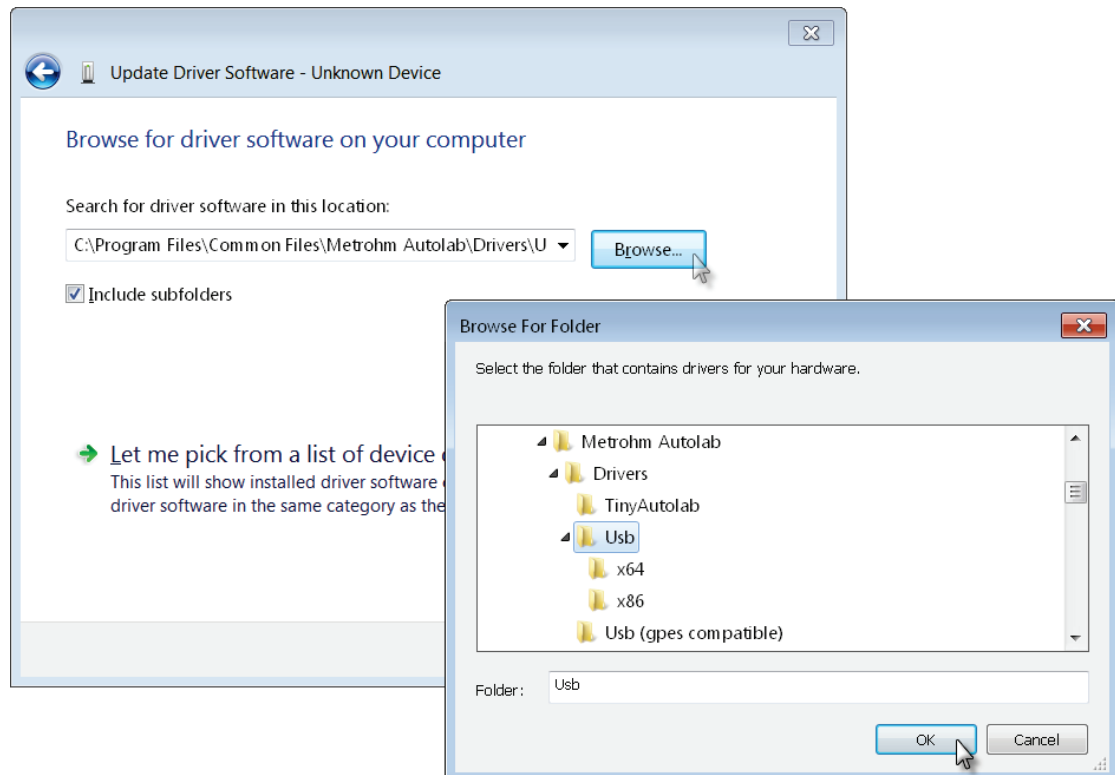 Update Driver Software - Unknown Device
Browse for driver software on your computer
Search for driver software in this location:
C:\Program Files\Common Files\Metrohm Autolab\Drivers\U
Browse...
Include subfolders
Let me pick from a list of device
This list will show installed driver software
driver software in the same category as the
Browse For Folder
Select the folder that contains drivers for your hardware.
Metrohm Autolab
Drivers
TinyAutolab
Usb
x64
x86
Usb (gpes compatible)
Folder:
Usb
OK
Cancel